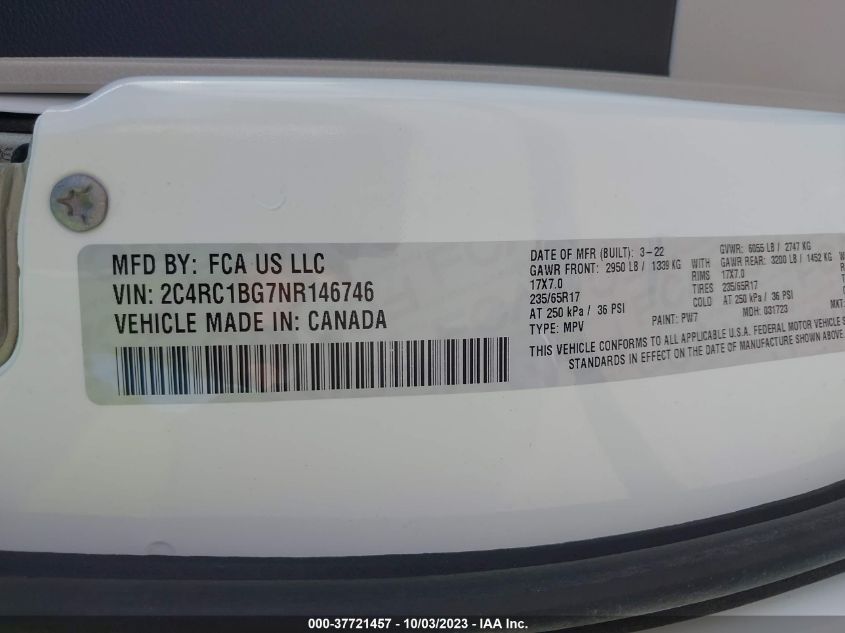 MFD BY: FCA US LLC
VIN: 2C4RC1BG7NR146746
VEHICLE MADE IN: CANADA
DATE OF MFR (BUILT): 3-22 GVWR: 6055 LB / 2747 KG
GAWR FRONT: 2950 LB / 1339 KG WITH GAWR REAR: 3200 LB / 1452 KG
17X7.0 RIMS 17X7.0
235/65R17 TIRES 235/65R17
AT 250 kPa / 36 PSI COLD AT 250 kPa / 36 PSI
TYPE: MPV PAINT: PW7 MDH: 031723
THIS VEHICLE CONFORMS TO ALL APPLICABLE U.S.A. FEDERAL MOTOR VEHICLE
STANDARDS IN EFFECT ON THE DATE OF MANUFACTURE SHOWN ABOVE.
000-37721457 - 10/03/2023 - IAA Inc.